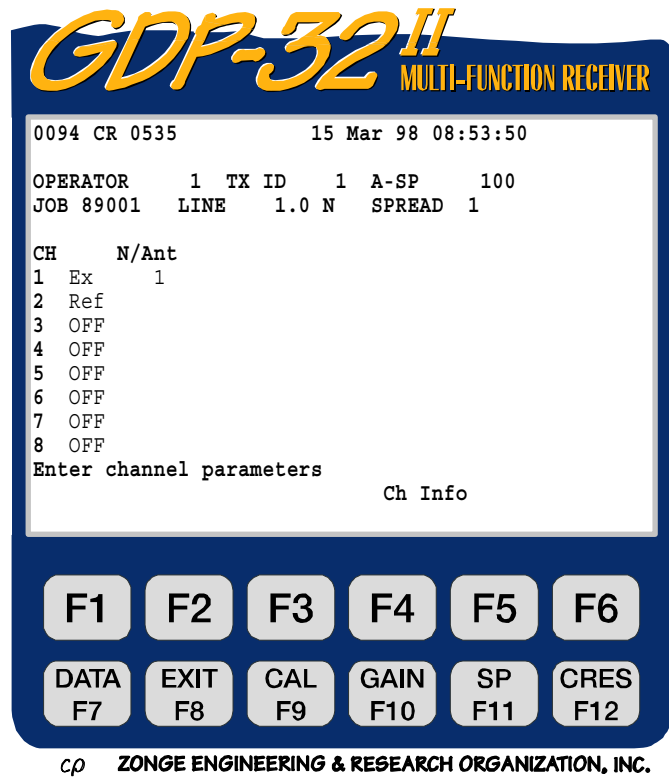 GDP-32 II
MULTI-FUNCTION RECEIVER
0094 CR 0535 15 Mar 98 08:53:50
OPERATOR 1 TX ID 1 A-SP 100
JOB 89001 LINE 1.0 N SPREAD 1
CH N/Ant
1 Ex 1
2 Ref
3 OFF
4 OFF
5 OFF
6 OFF
7 OFF
8 OFF
Enter channel parameters
Ch Info
F1 F2 F3 F4 F5 F6
DATA EXIT CAL GAIN SP CRES
F7 F8 F9 F10 F11 F12
cρ ZONGE ENGINEERING & RESEARCH ORGANIZATION, INC.